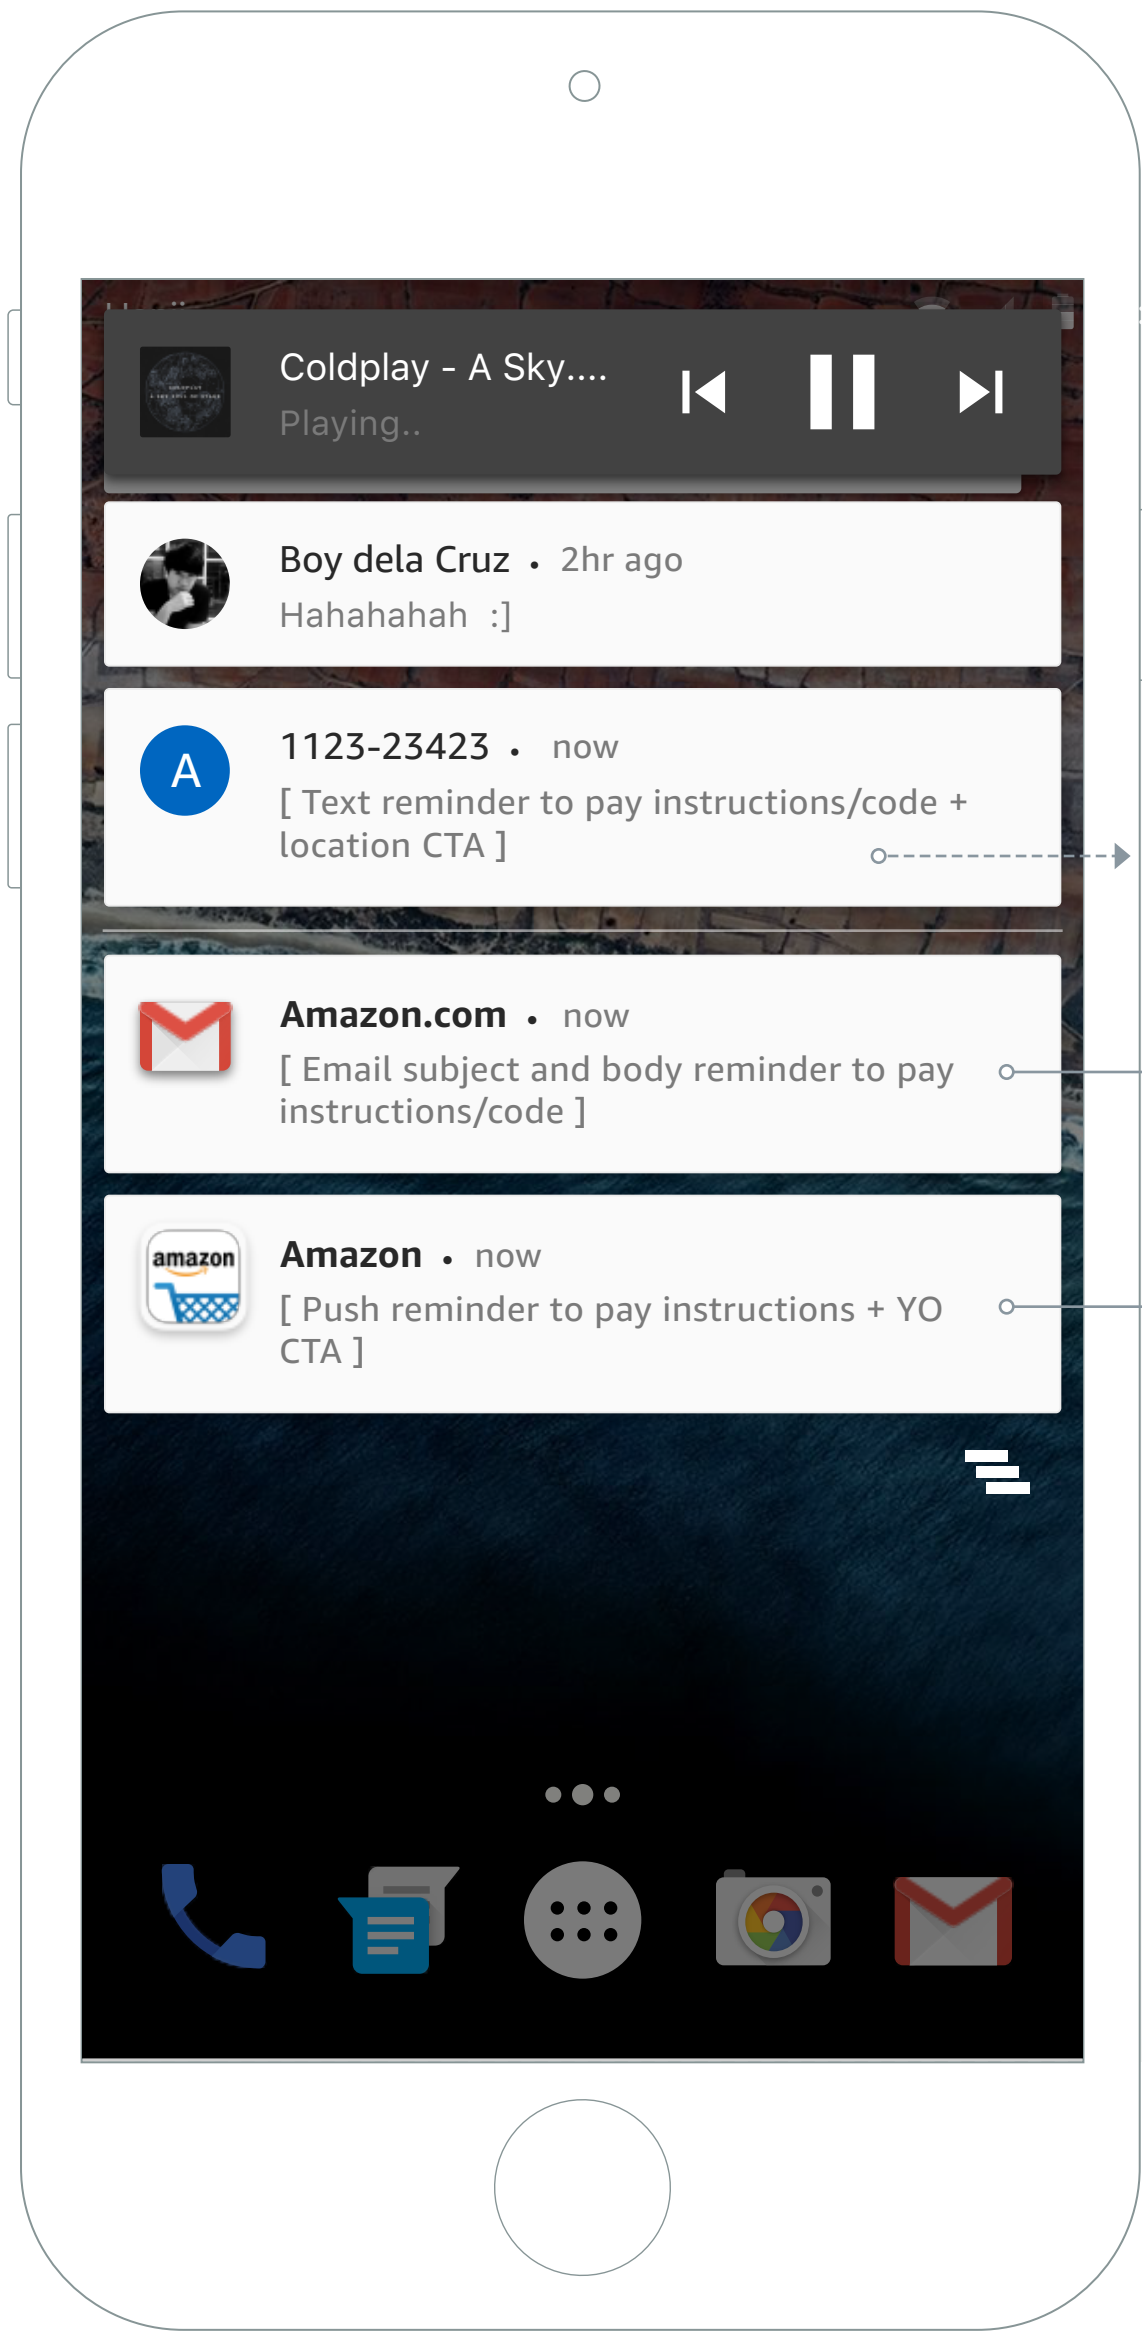 Coldplay - A Sky....
Playing..
Boy dela Cruz • 2hr ago
Hahahahah :]
A
1123-23423 • now
[ Text reminder to pay instructions/code +
location CTA ]
Amazon.com • now
[ Email subject and body reminder to pay
instructions/code ]
amazon
Amazon • now
[ Push reminder to pay instructions + YO
CTA ]